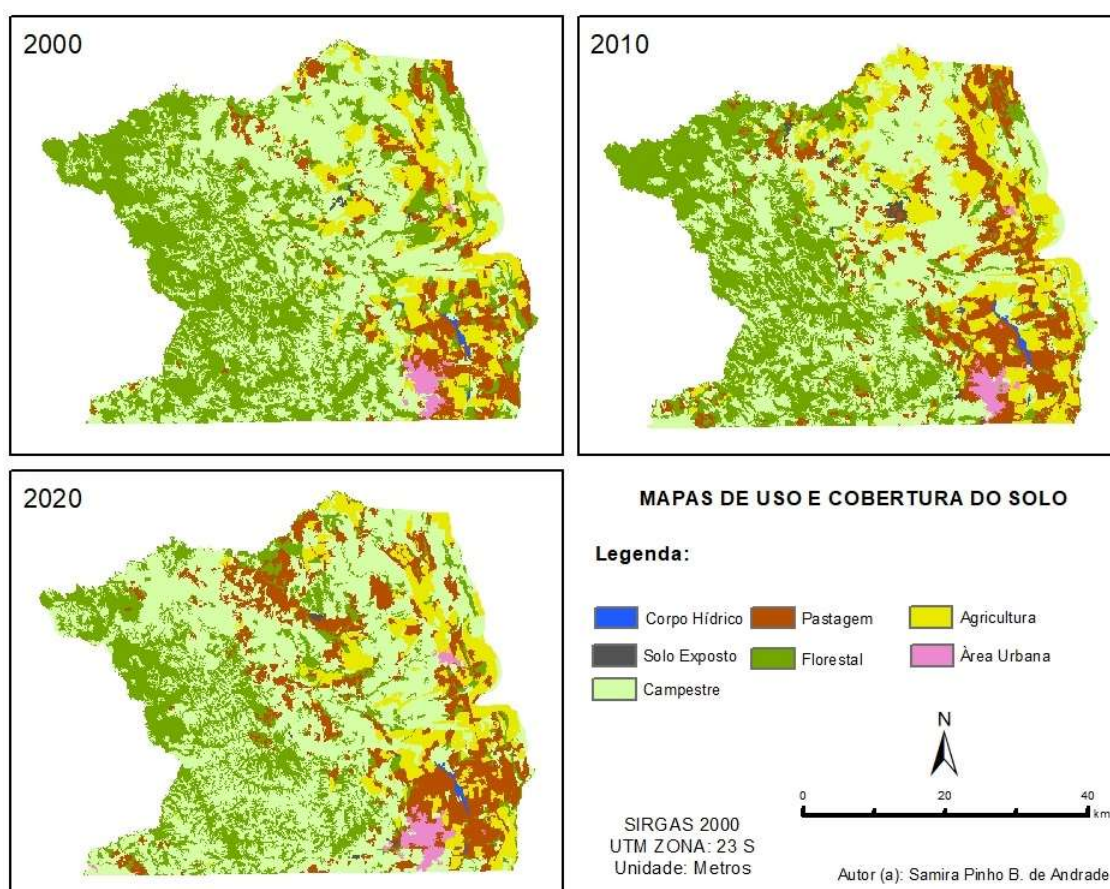 2000
2010
2020
MAPAS DE USO E COBERTURA DO SOLO
Legenda:
Corpo Hídrico
Pastagem
Agricultura
Solo Exposto
Florestal
Àrea Urbana
Campestre
N
0 20 40
km
SIRGAS 2000
UTM ZONA: 23 S
Unidade: Metros
Autor (a): Samira Pinho B. de Andrade